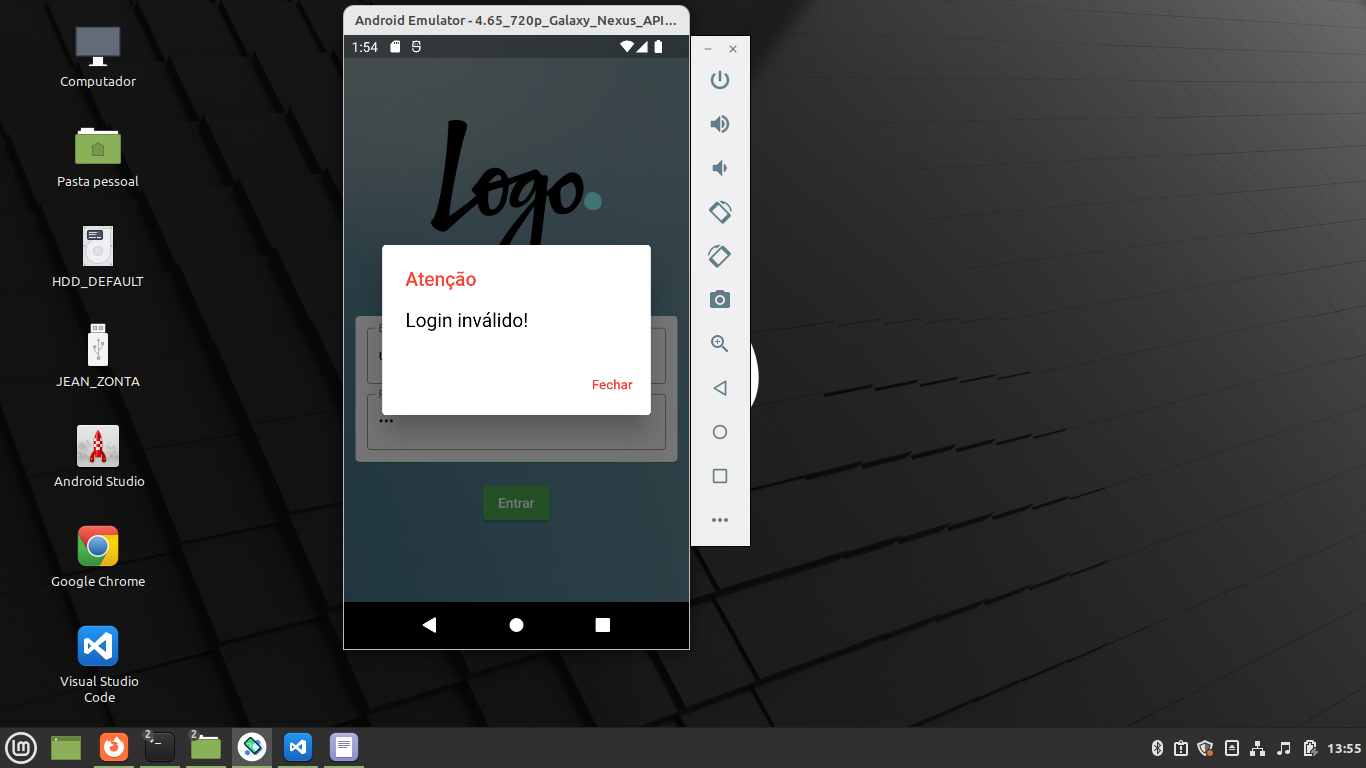 Computador
Pasta pessoal
HDD_DEFAULT
JEAN_ZONTA
Android Studio
Google Chrome
Visual Studio
Code
Android Emulator - 4.65_720p_Galaxy_Nexus_API...
1:54
Logo.
Atenção
Login inválido!
Fechar
•••
Entrar
2
2
13:55